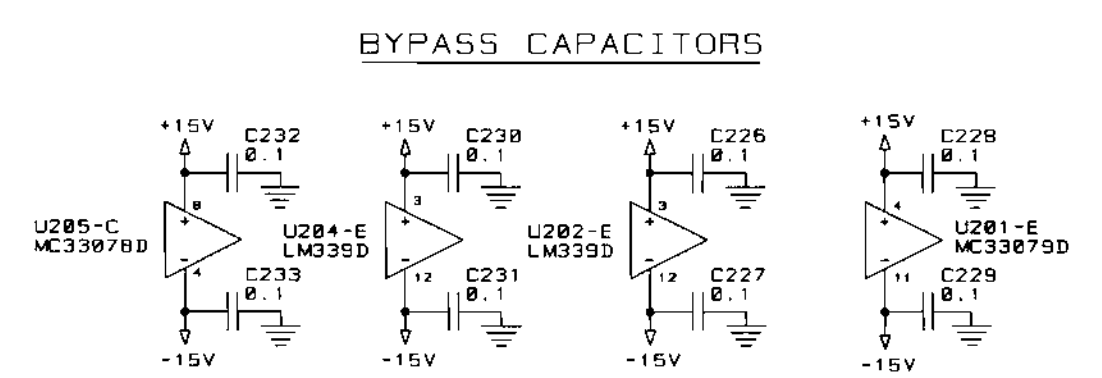 BYPASS CAPACITORS
+15V
C232
0.1
8
+
U205-C
MC33078D
-
4
C233
0.1
-15V
+15V
C230
0.1
3
+
U204-E
LM339D
-
12
C231
0.1
-15V
+15V
C226
0.1
3
+
U202-E
LM339D
-
12
C227
0.1
-15V
+15V
C228
0.1
4
+
U201-E
MC33079D
-
11
C229
0.1
-15V